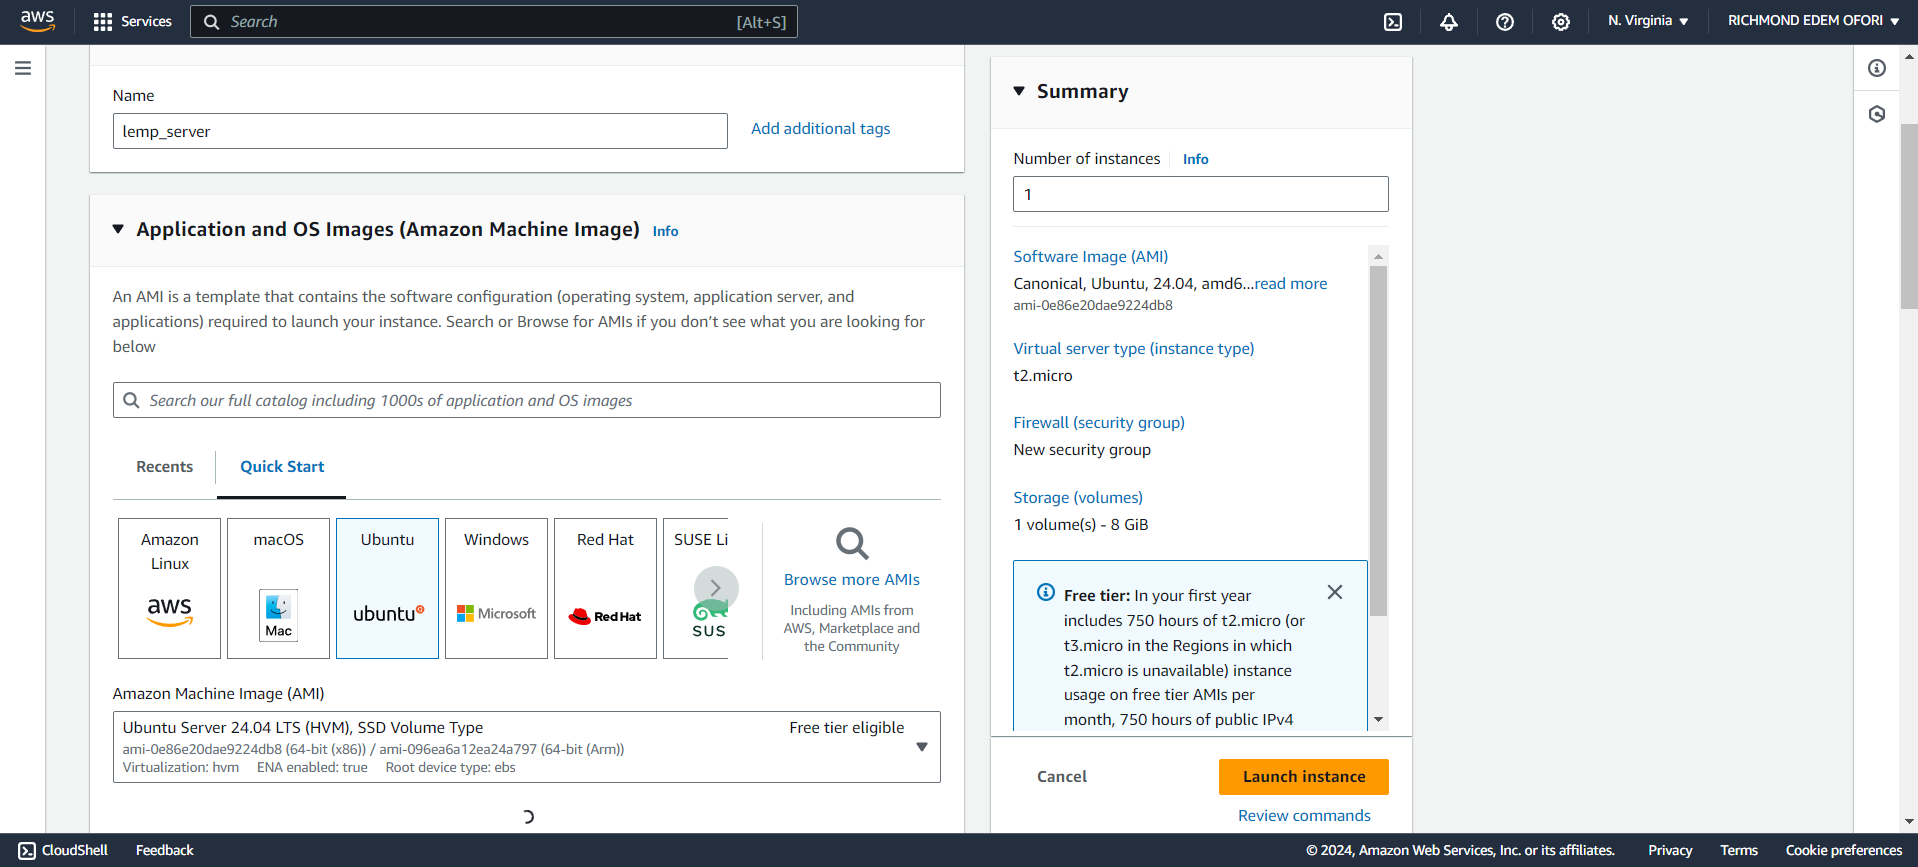 aws
Services
Search
[Alt+S]
N. Virginia
RICHMOND EDEM OFORI
Name
lemp_server
Add additional tags
Application and OS Images (Amazon Machine Image) Info
An AMI is a template that contains the software configuration (operating system, application server, and
applications) required to launch your instance. Search or Browse for AMIs if you don't see what you are looking for
below
Search our full catalog including 1000s of application and OS images
Recents
Quick Start
Amazon
Linux
aws
macOS
Mac
Ubuntu
ubuntu
Windows
Microsoft
Red Hat
Red Hat
SUSE Li
SUS
Browse more AMIs
Including AMIs from
AWS, Marketplace and
the Community
Amazon Machine Image (AMI)
Ubuntu Server 24.04 LTS (HVM), SSD Volume Type
Free tier eligible
ami-0e86e20dae9224db8 (64-bit (x86)) / ami-096ea6a12ea24a797 (64-bit (Arm))
Virtualization: hvm ENA enabled: true Root device type: ebs
Summary
Number of instances Info
1
Software Image (AMI)
Canonical, Ubuntu, 24.04, amd6...read more
ami-0e86e20dae9224db8
Virtual server type (instance type)
t2.micro
Firewall (security group)
New security group
Storage (volumes)
1 volume(s) - 8 GiB
Free tier: In your first year
includes 750 hours of t2.micro (or
t3.micro in the Regions in which
t2.micro is unavailable) instance
usage on free tier AMIs per
month, 750 hours of public IPv4
Cancel
Launch instance
Review commands
CloudShell
Feedback
© 2024, Amazon Web Services, Inc. or its affiliates.
Privacy
Terms
Cookie preferences